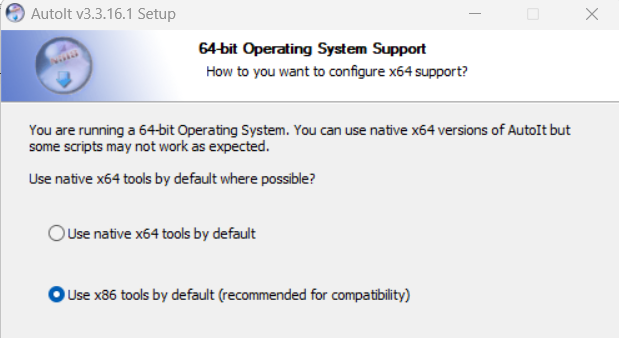 AutoIt v3.3.16.1 Setup
64-bit Operating System Support
How to you want to configure x64 support?
You are running a 64-bit Operating System. You can use native x64 versions of AutoIt but
some scripts may not work as expected.
Use native x64 tools by default where possible?
Use native x64 tools by default
Use x86 tools by default (recommended for compatibility)